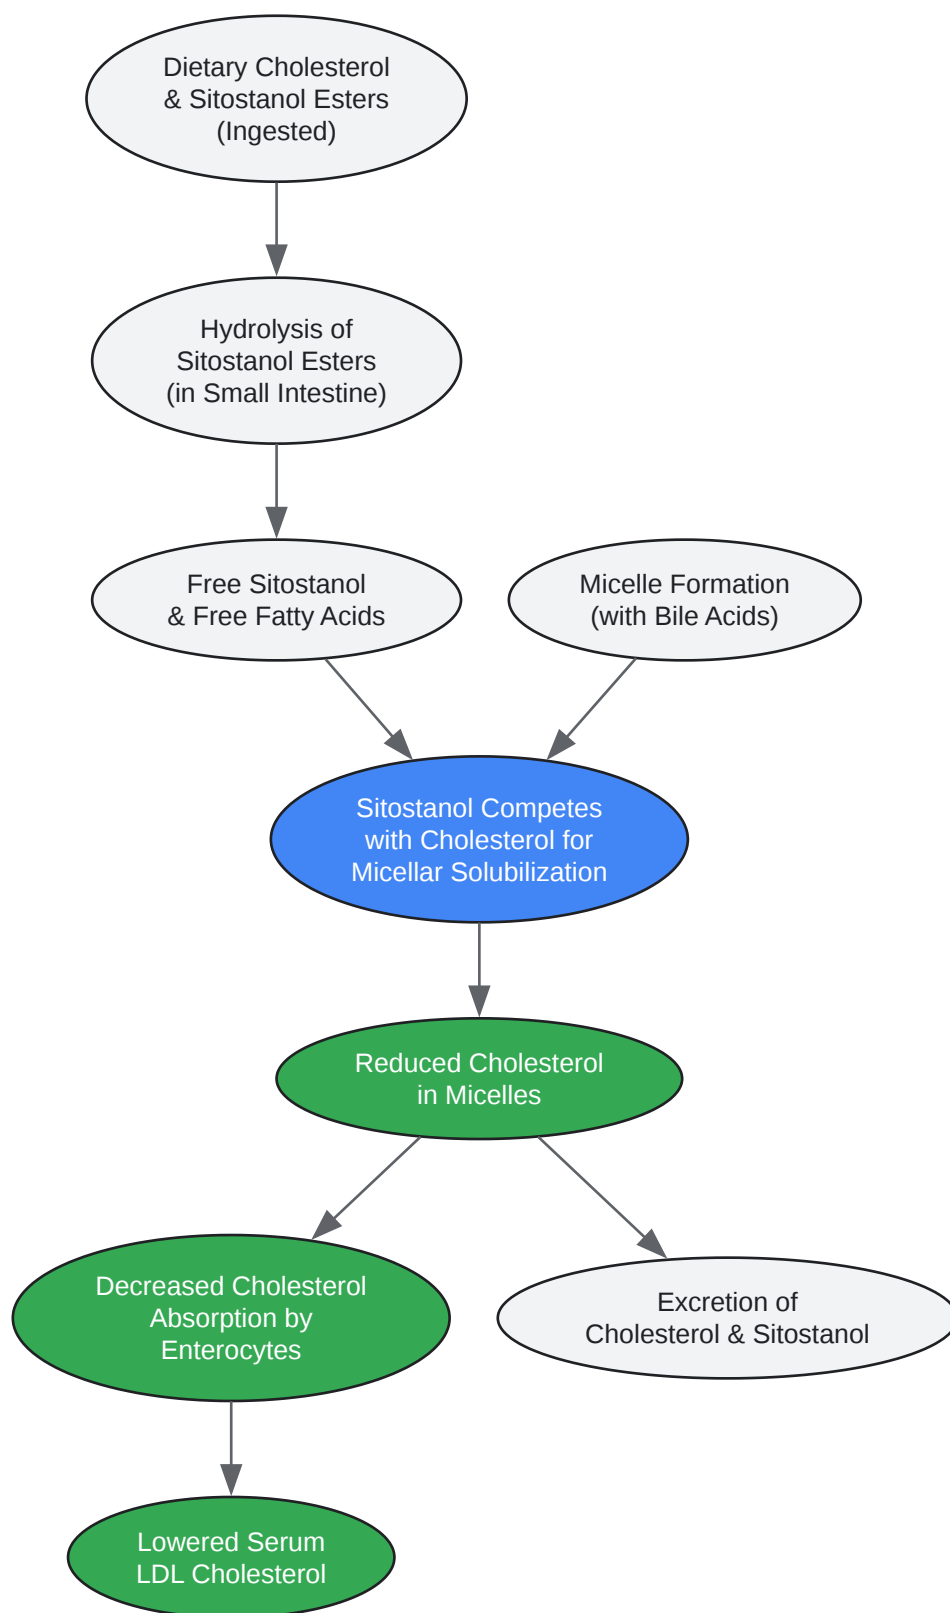 Dietary Cholesterol
& Sitostanol Esters
(Ingested)
Hydrolysis of
Sitostanol Esters
(in Small Intestine)
Free Sitostanol
& Free Fatty Acids
Micelle Formation
(with Bile Acids)
Sitostanol Competes
with Cholesterol for
Micellar Solubilization
Reduced Cholesterol
in Micelles
Decreased Cholesterol
Absorption by
Enterocytes
Excretion of
Cholesterol & Sitostanol
Lowered Serum
LDL Cholesterol